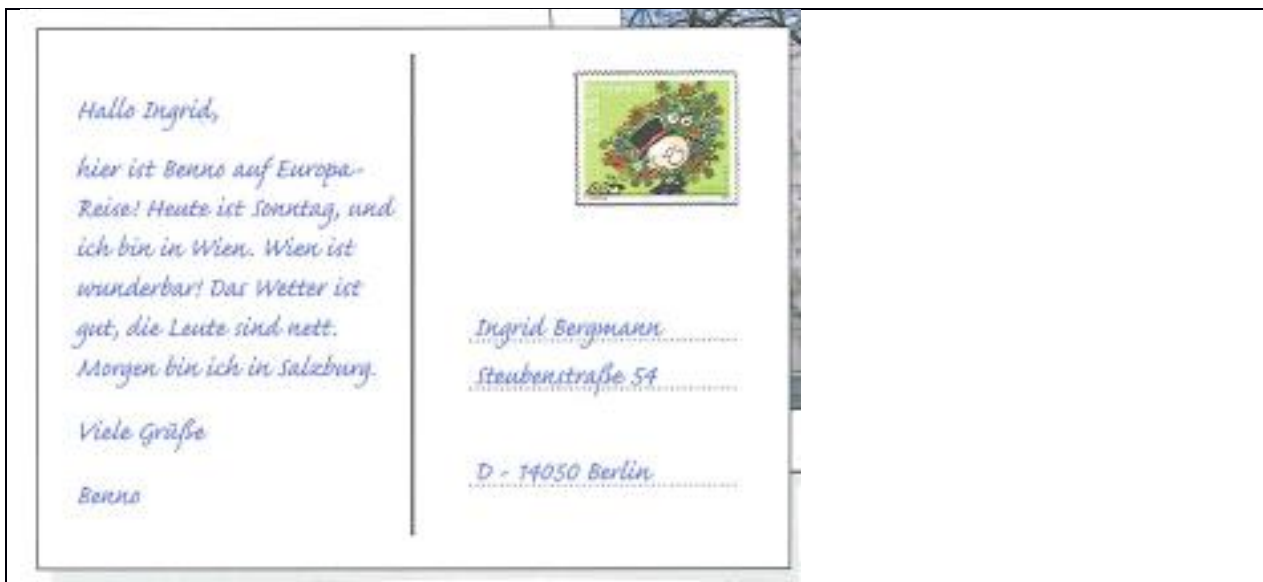 Hallo Ingrid,
hier ist Benno auf Europa-
Reise! Heute ist Sonntag, und
ich bin in Wien. Wien ist
wunderbar! Das Wetter ist
gut, die Leute sind nett.
Morgen bin ich in Salzburg.
Viele Grüße
Benno
Ingrid Bergmann
Steubenstraße 54
D - 14050 Berlin